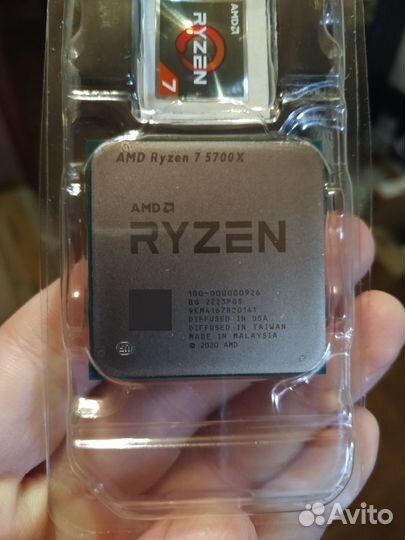 AMD
RYZEN
7
AMD Ryzen 7 5700X
AMD
RYZEN
100-000000926
BG 2223PGS
9KM4167R20141
DIFFUSED IN USA
DIFFUSED IN TAIWAN
MADE IN MALAYSIA
© 2020 AMD
Avito